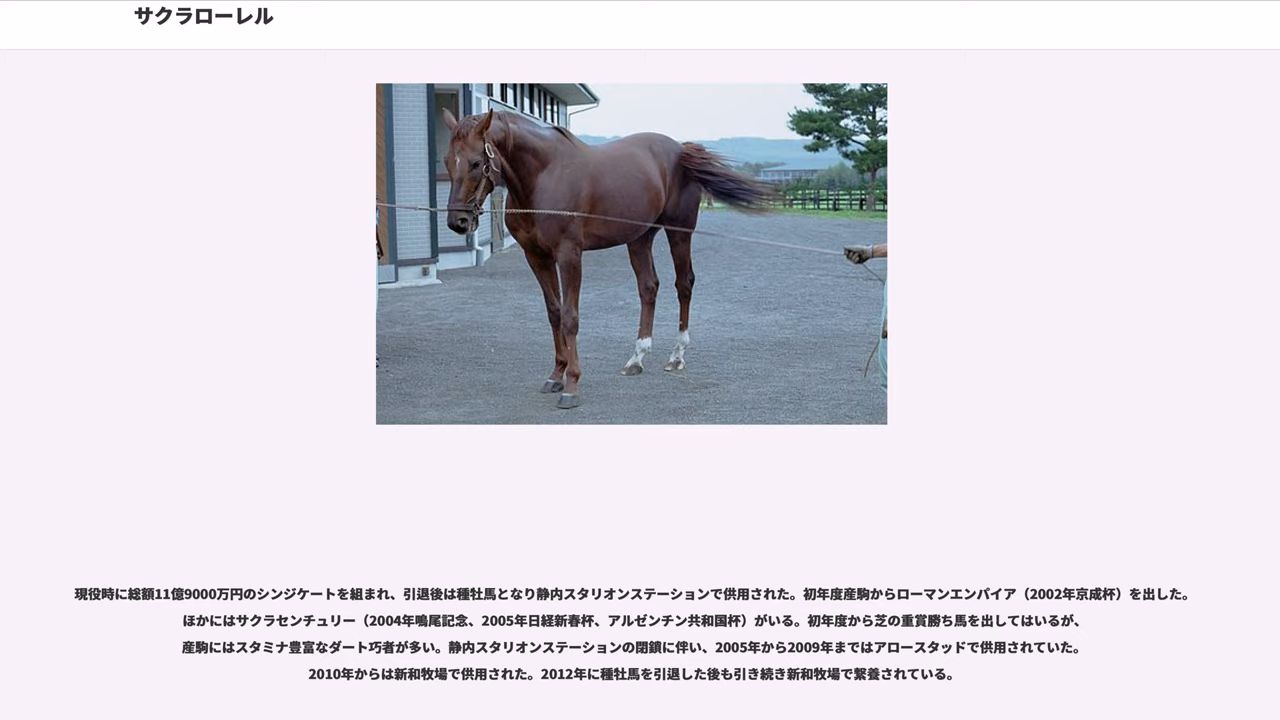 サクラローレル
現役時に総額11億9000万円のシンジケートを組まれ、引退後は種牡馬となり静内スタリオンステーションで供用された。初年度産駒からローマンエンパイア（2002年京成杯）を出した。
ほかにはサクラセンチュリー（2004年鳴尾記念、2005年日経新春杯、アルゼンチン共和国杯）がいる。初年度から芝の重賞勝ち馬を出してはいるが、
産駒にはスタミナ豊富なダート巧者が多い。静内スタリオンステーションの閉鎖に伴い、2005年から2009年まではアロースタッドで供用されていた。
2010年からは新和牧場で供用された。2012年に種牡馬を引退した後も引き続き新和牧場で繋養されている。